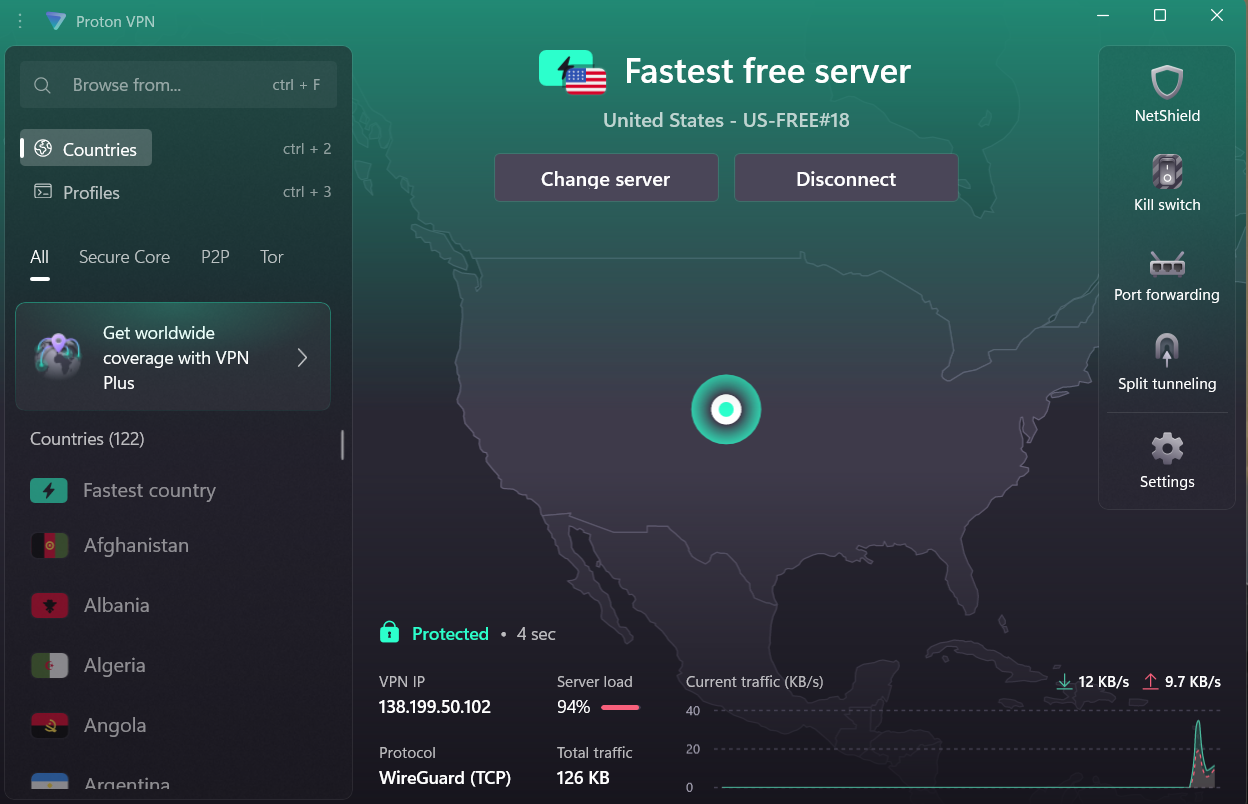 Proton VPN
Browse from...
ctrl + F
Countries
ctrl + 2
Profiles
ctrl + 3
All
Secure Core
P2P
Tor
Get worldwide
coverage with VPN
Plus
Countries (122)
Fastest country
Afghanistan
Albania
Algeria
Angola
Argentina
Fastest free server
United States - US-FREE#18
Change server
Disconnect
Protected • 4 sec
VPN IP
138.199.50.102
Server load
94%
Protocol
WireGuard (TCP)
Total traffic
126 KB
Current traffic (KB/s)
12 KB/s
9.7 KB/s
40
20
0
NetShield
Kill switch
Port forwarding
Split tunneling
Settings